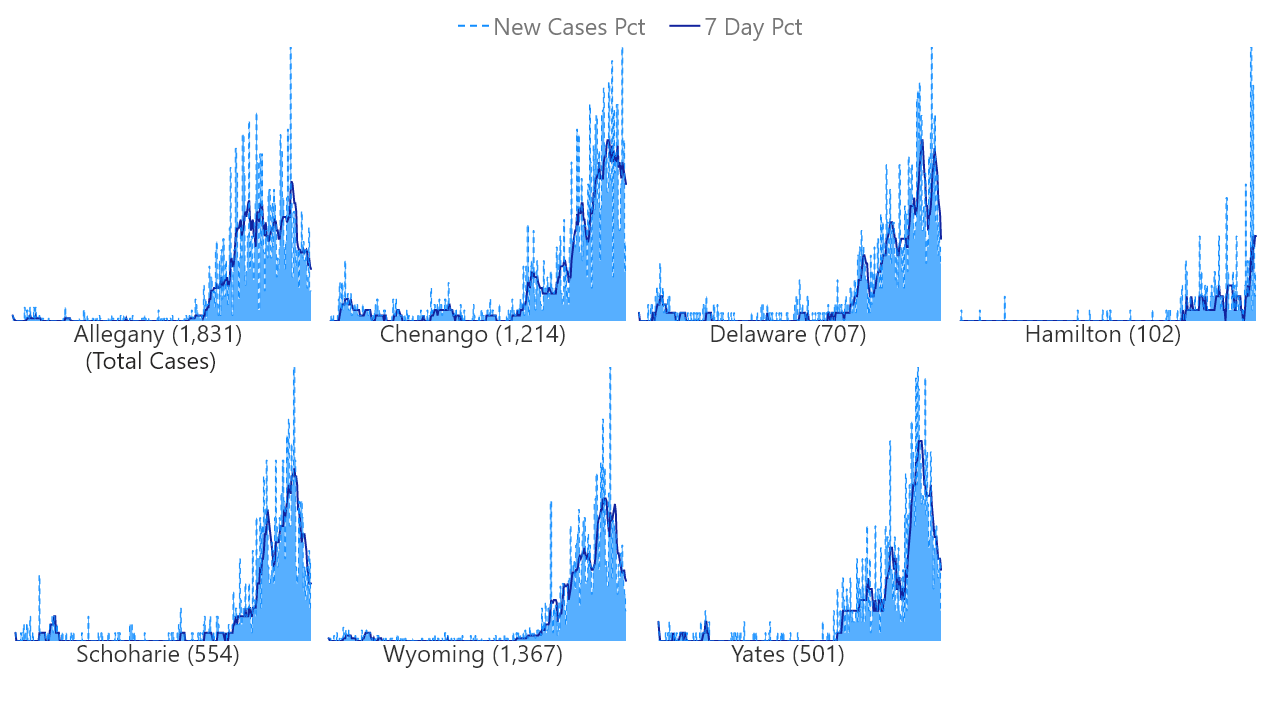 New Cases Pct 7 Day Pct
Allegany (1,831) Chenango (1,214) Delaware (707) Hamilton (102)
(Total Cases)
Schoharie (554) Wyoming (1,367) Yates (501)